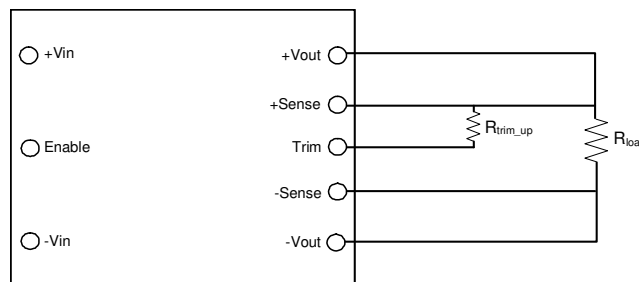 +Vin
+Vout
+Sense
Rtrim_up
Enable
Trim
Rloa
-Sense
-Vin
-Vout